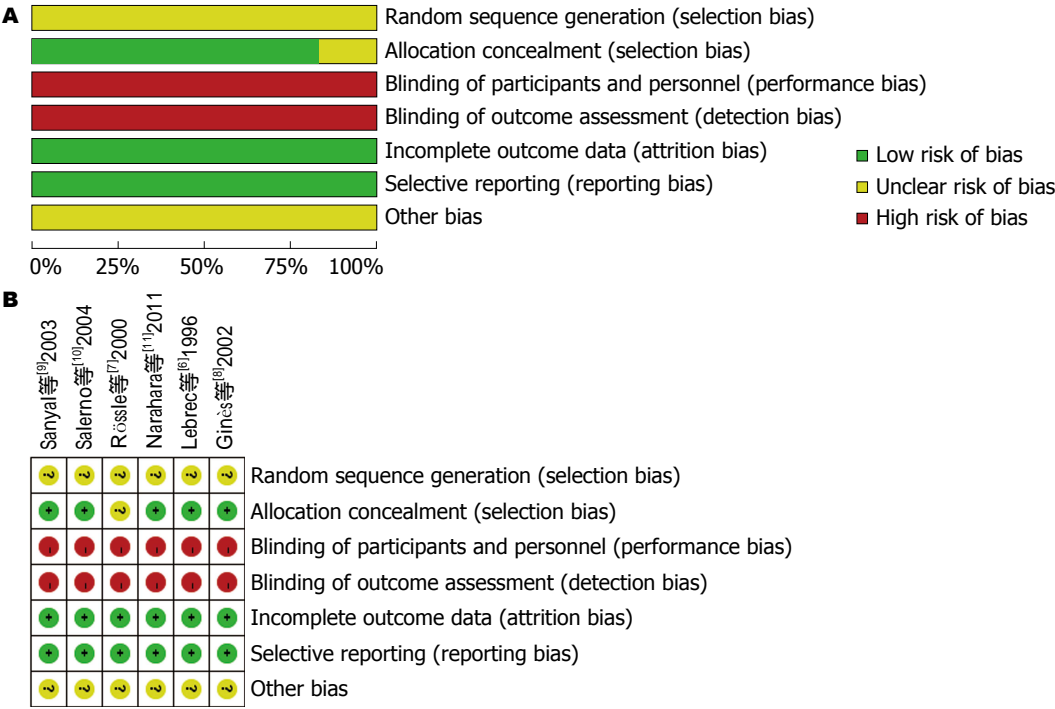 A
Random sequence generation (selection bias)
Allocation concealment (selection bias)
Blinding of participants and personnel (performance bias)
Blinding of outcome assessment (detection bias)
Incomplete outcome data (attrition bias)
Selective reporting (reporting bias)
Other bias
Low risk of bias
Unclear risk of bias
High risk of bias
0% 25% 50% 75% 100%
B
Sanyal等[9]2003
Salerno等[10]2004
Rössle等[7]2000
Narahara等[11]2011
Lebrec等[6]1996
Ginès等[8]2002
? ? ? ? ? ? Random sequence generation (selection bias)
+ + ? + + + Allocation concealment (selection bias)
- - - - - - Blinding of participants and personnel (performance bias)
- - - - - - Blinding of outcome assessment (detection bias)
+ + + + + + Incomplete outcome data (attrition bias)
+ + + + + + Selective reporting (reporting bias)
? ? ? ? ? ? Other bias